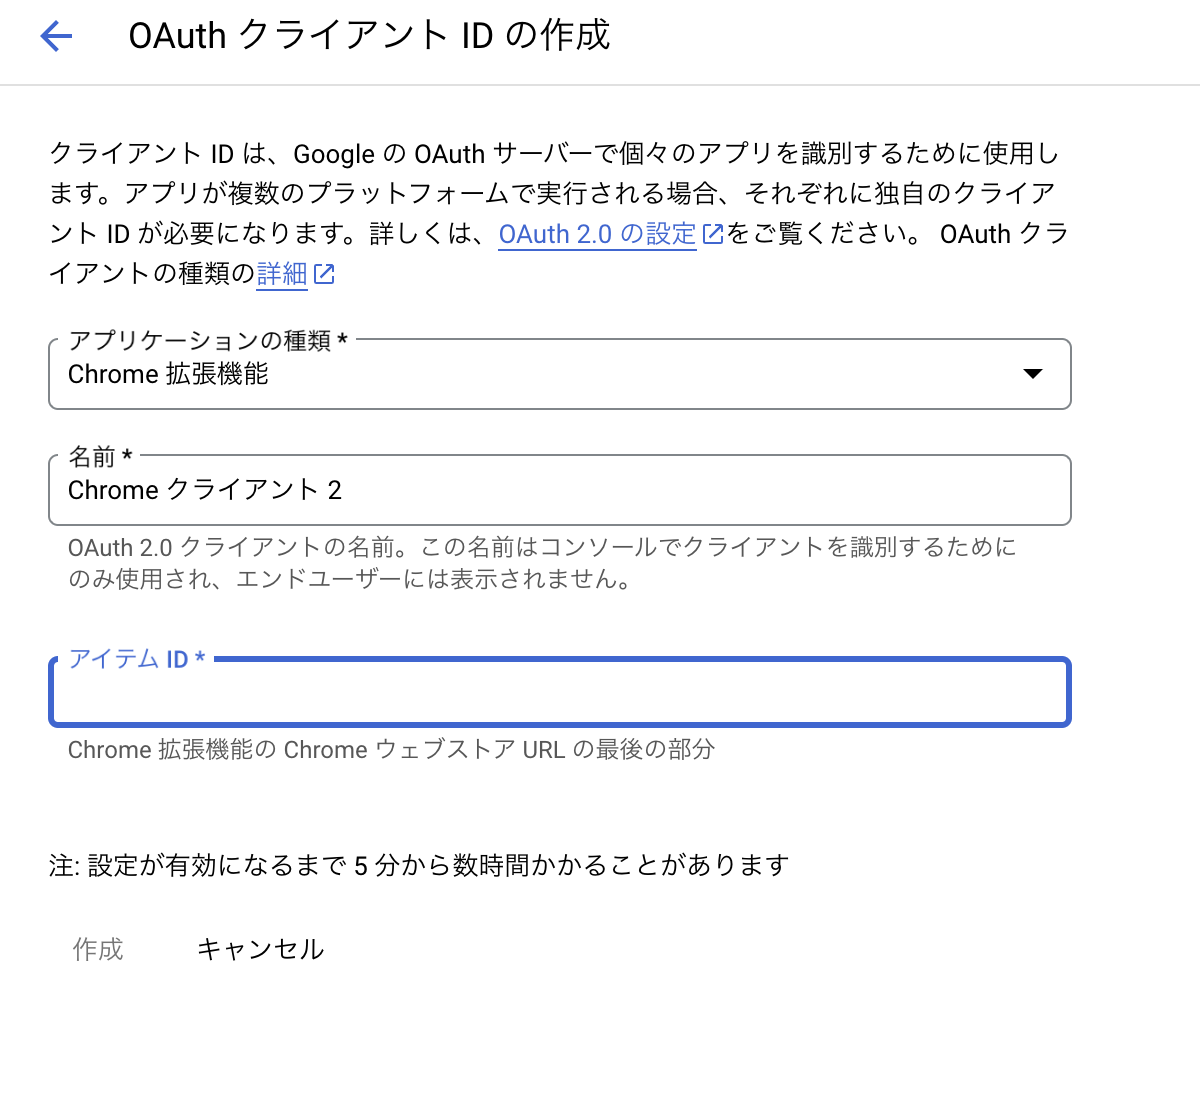 OAuth クライアント ID の作成
クライアント ID は、Google の OAuth サーバーで個々のアプリを識別するために使用し
ます。アプリが複数のプラットフォームで実行される場合、それぞれに独自のクライア
ント ID が必要になります。詳しくは、OAuth 2.0 の設定をご覧ください。 OAuth クラ
イアントの種類の詳細
アプリケーションの種類 *
Chrome 拡張機能
名前 *
Chrome クライアント 2
OAuth 2.0 クライアントの名前。この名前はコンソールでクライアントを識別するために
のみ使用され、エンドユーザーには表示されません。
アイテム ID *
Chrome 拡張機能の Chrome ウェブストア URL の最後の部分
注: 設定が有効になるまで 5 分から数時間かかることがあります
作成 キャンセル